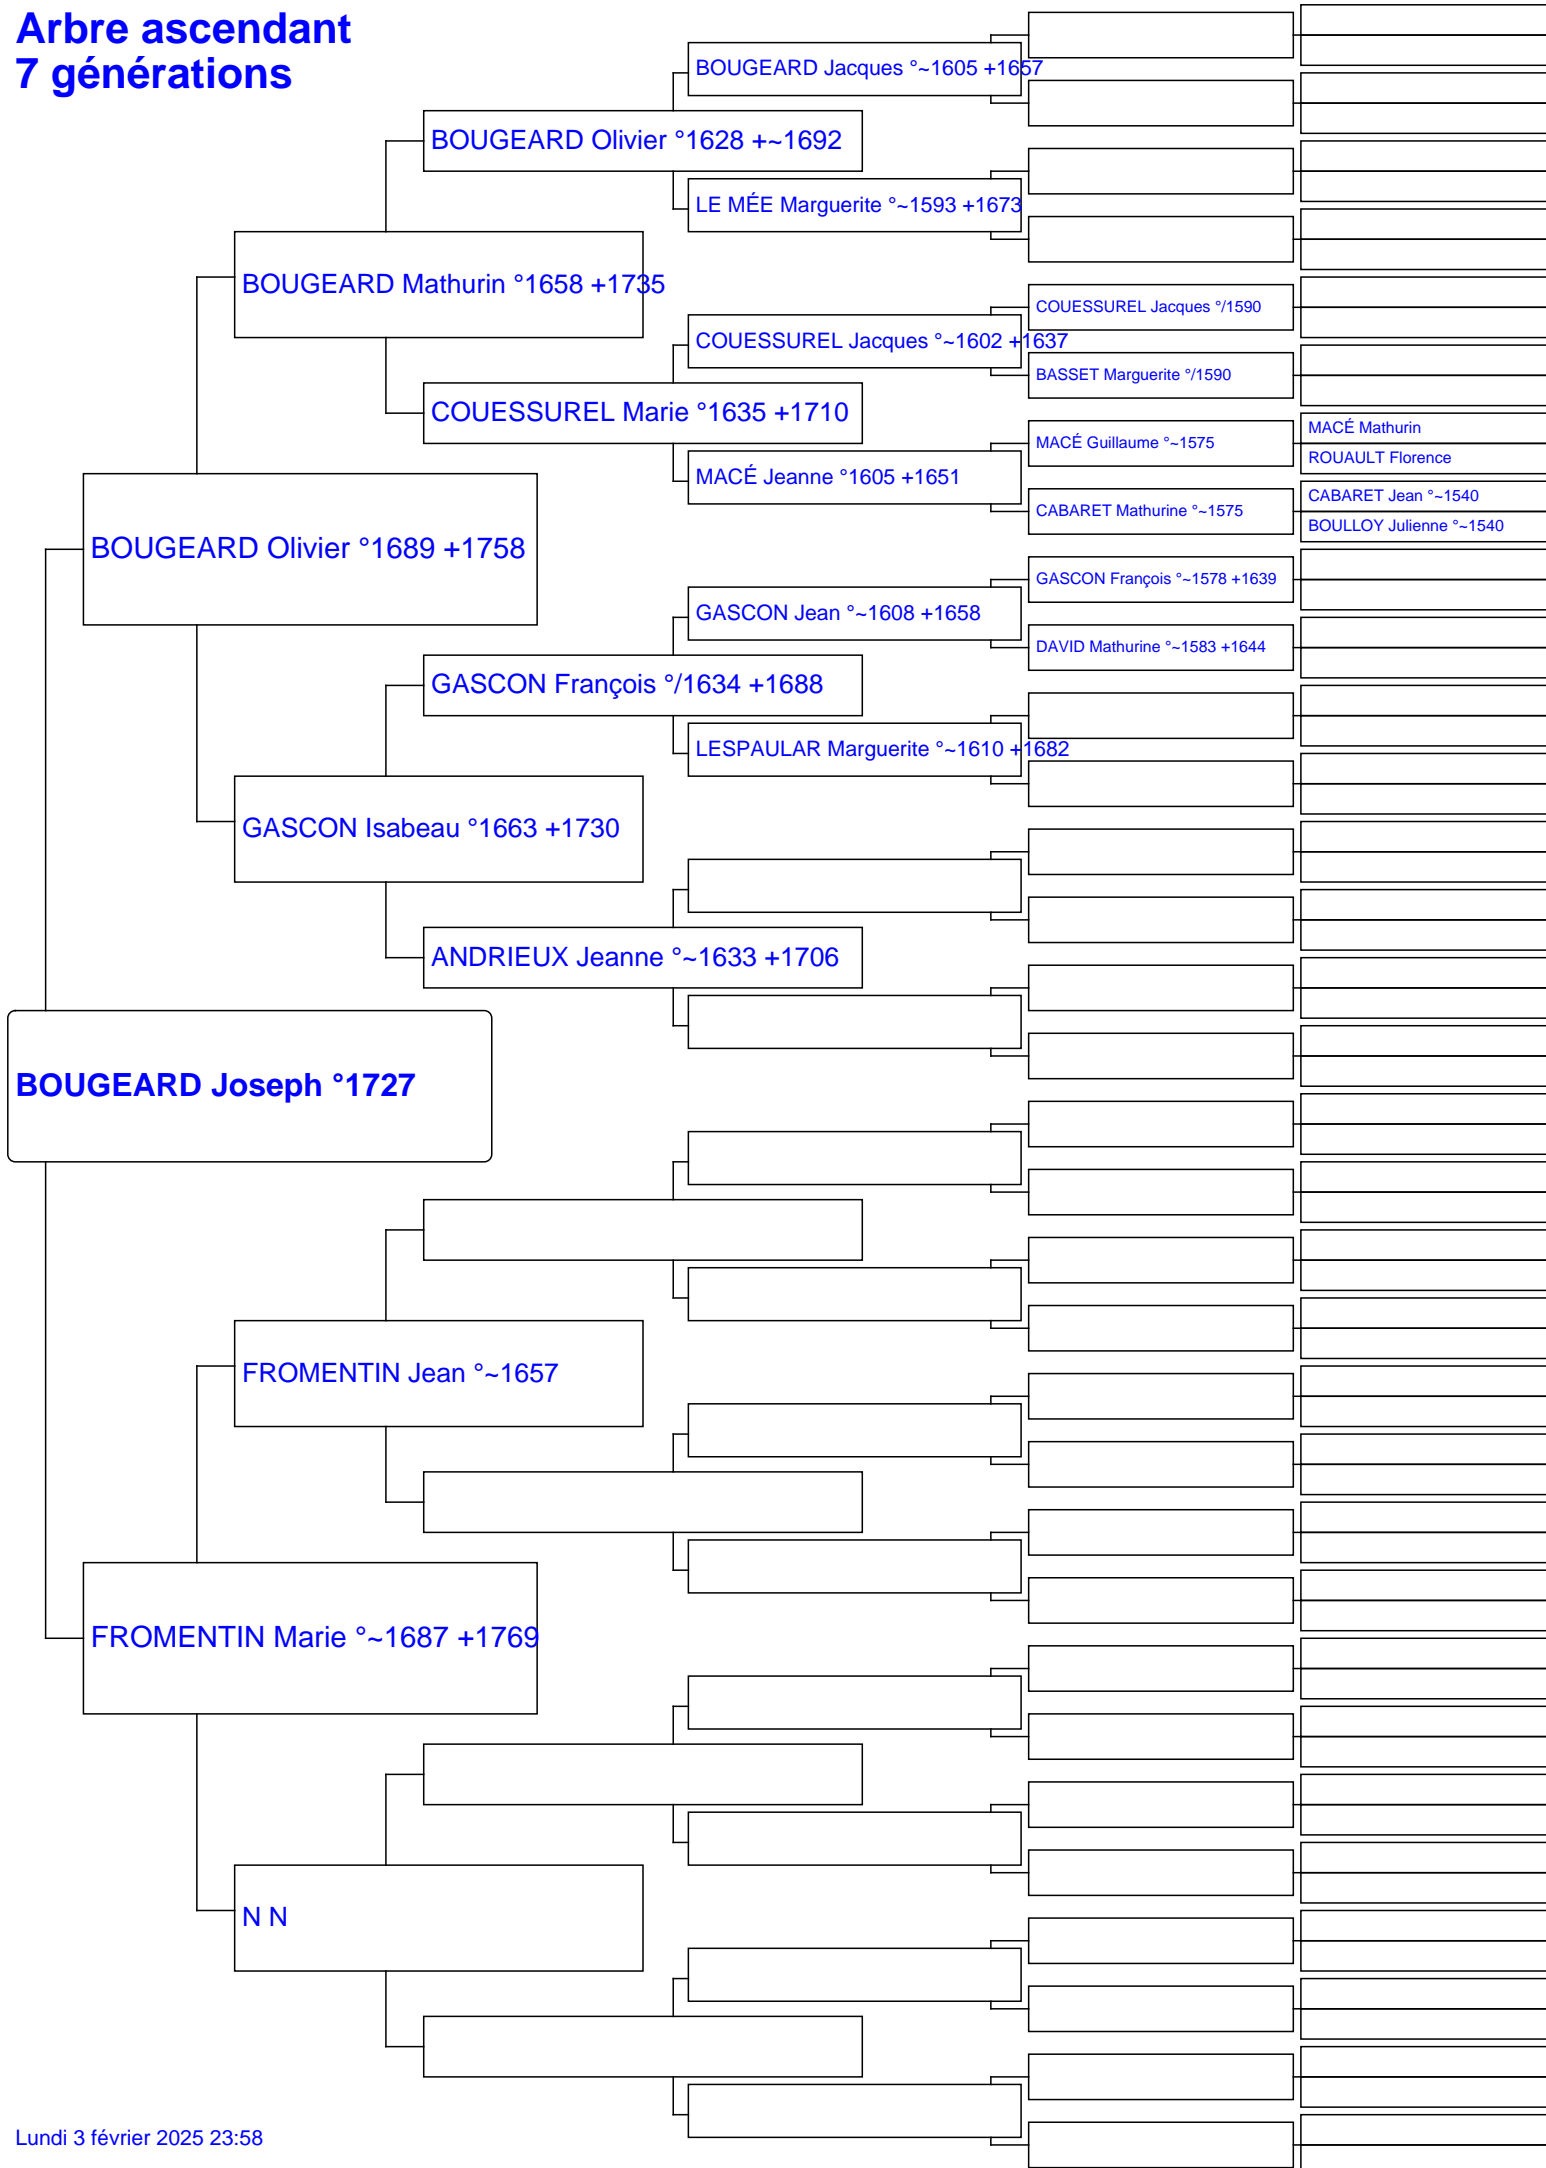 Arbre ascendant
7 générations
BOUGEARD Jacques °~1605 +1657
BOUGEARD Olivier °1628 +~1692
LE MÉE Marguerite °~1593 +1673
BOUGEARD Mathurin °1658 +1735
COUESSUREL Jacques °/1590
COUESSUREL Jacques °~1602 +1637
BASSET Marguerite °/1590
COUESSUREL Marie °1635 +1710
MACÉ Mathurin
MACÉ Guillaume °~1575
ROUAULT Florence
MACÉ Jeanne °1605 +1651
CABARET Jean °~1540
CABARET Mathurine °~1575
BOULLOY Julienne °~1540
BOUGEARD Olivier °1689 +1758
GASCON François °~1578 +1639
GASCON Jean °~1608 +1658
DAVID Mathurine °~1583 +1644
GASCON François °/1634 +1688
LESPAULAR Marguerite °~1610 +1682
GASCON Isabeau °1663 +1730
ANDRIEUX Jeanne °~1633 +1706
BOUGEARD Joseph °1727
FROMENTIN Jean °~1657
FROMENTIN Marie °~1687 +1769
N N
Lundi 3 février 2025 23:58